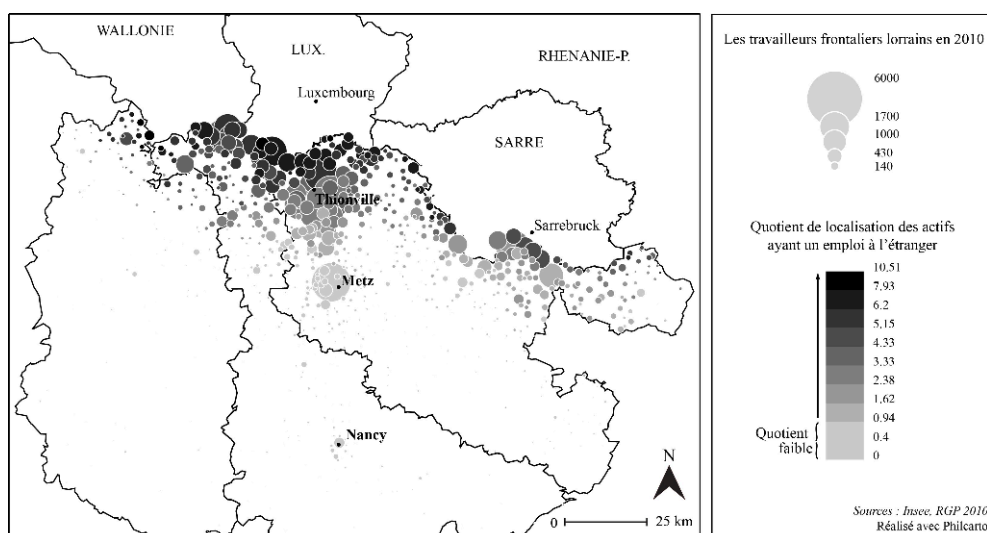 WALLONIE
LUX.
RHENANIE-P.
Luxembourg
SARRE
Thionville
Sarrebruck
Metz
Nancy
N
0
25 km
Les travailleurs frontaliers lorrains en 2010
6000
1700
1000
430
140
Quotient de localisation des actifs
ayant un emploi à l'étranger
10.51
7.93
6.2
5,15
4.33
3.33
2.38
1.62
0.94
0.4
0
Quotient
faible
Sources : Insee, RGP 2010
Réalisé avec Philcarto